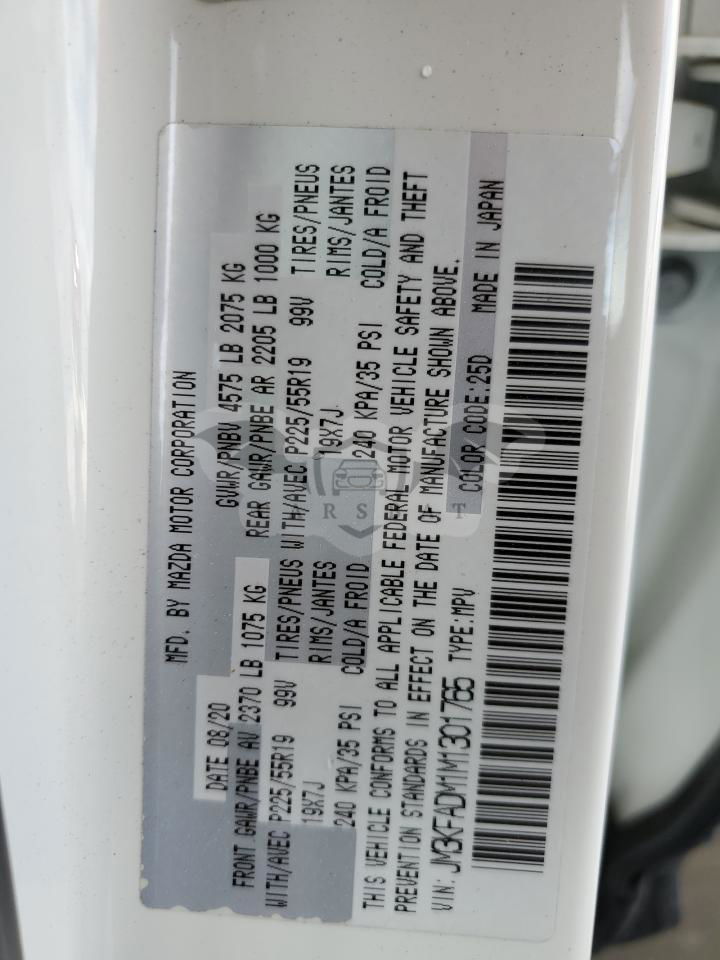 MFD. BY MAZDA MOTOR CORPORATION
DATE 08/20 GVWR/PNBV 4575 LB 2075 KG
FRONT GAWR/PNBE AV 2370 LB 1075 KG REAR GAWR/PNBE AR 2205 LB 1000 KG
WITH/AVEC P225/55R19 99V TIRES/PNEUS WITH/AVEC P225/55R19 99V TIRES/PNEUS
19X7J RIMS/JANTES 19X7J RIMS/JANTES
240 KPA/35 PSI COLD/A FROID 240 KPA/35 PSI COLD/A FROID
THIS VEHICLE CONFORMS TO ALL APPLICABLE FEDERAL MOTOR VEHICLE SAFETY AND THEFT
PREVENTION STANDARDS IN EFFECT ON THE DATE OF MANUFACTURE SHOWN ABOVE.
VIN: JM3KFADM1M1301765 TYPE:MPV COLOR CODE:25D MADE IN JAPAN
RST